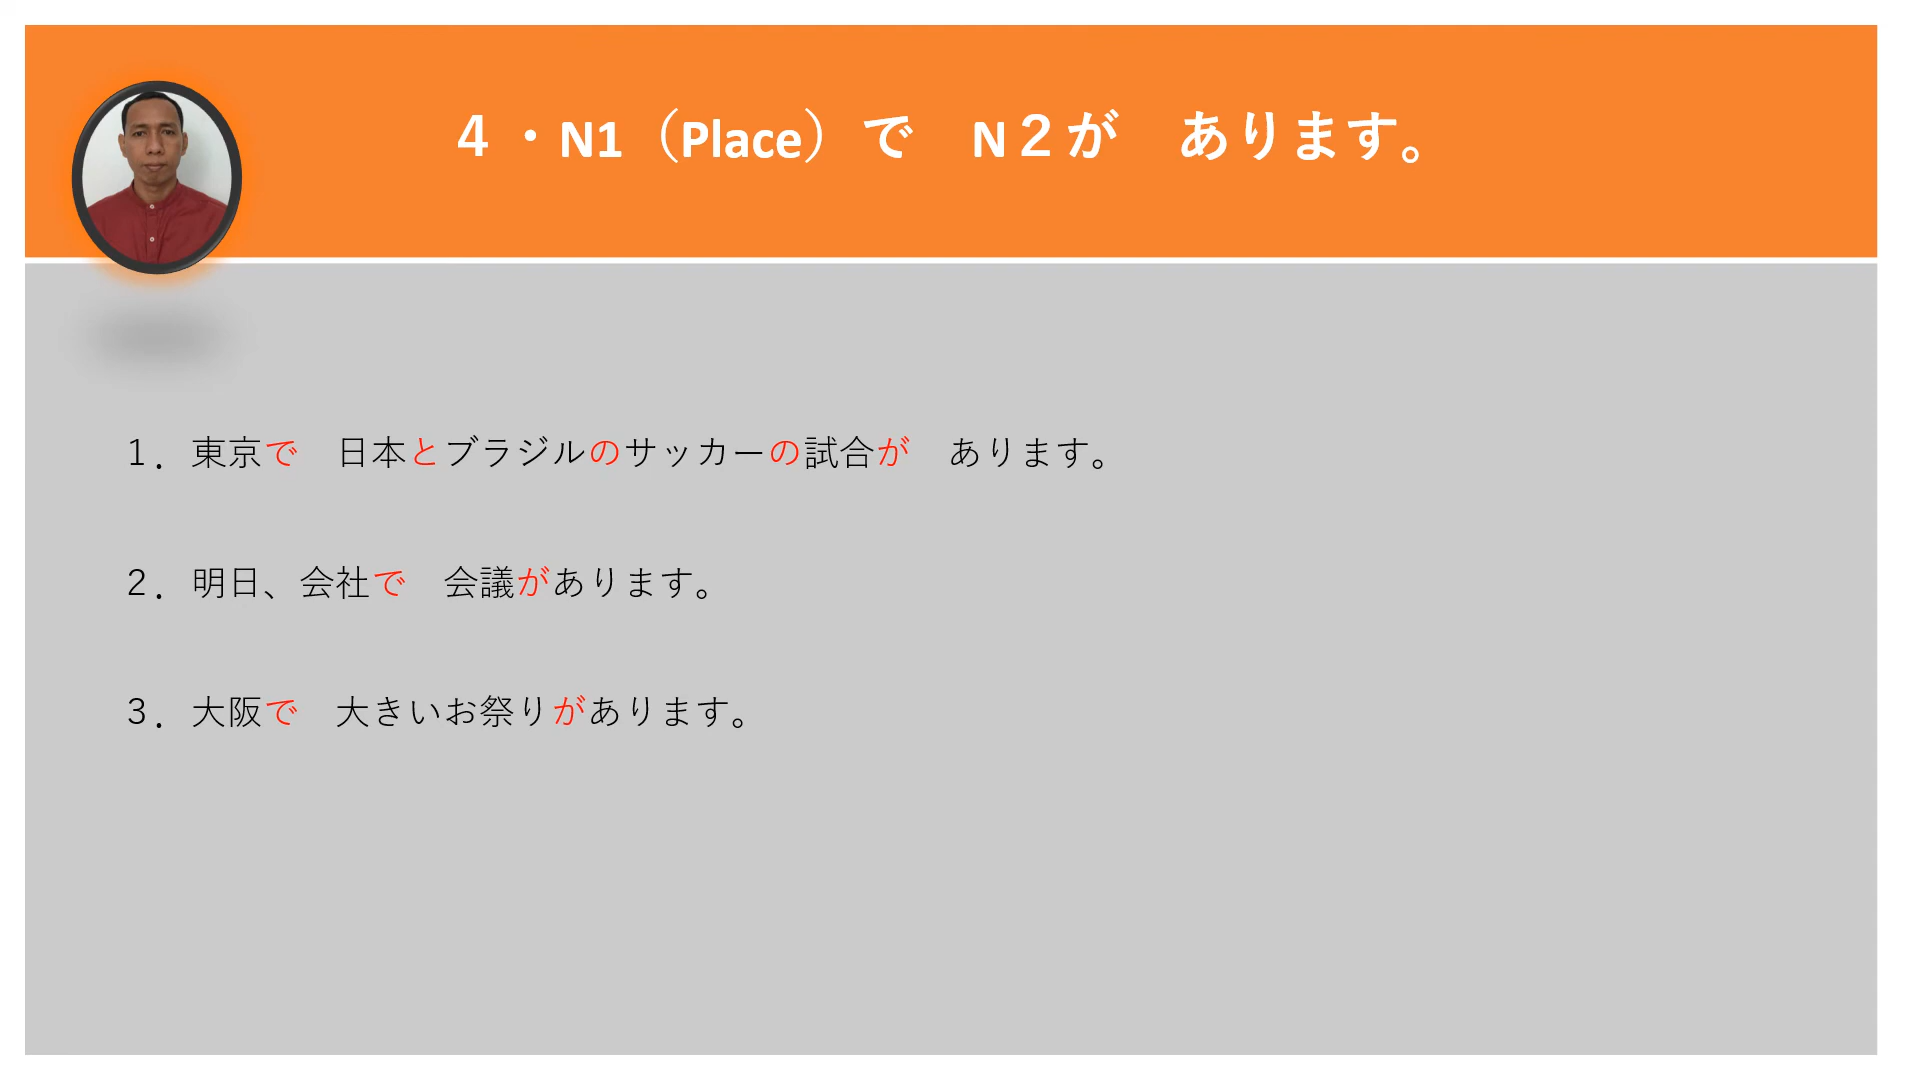 ４・N1（Place）で　N２が　あります。
１．東京で　日本とブラジルのサッカーの試合が　あります。
２．明日、会社で　会議があります。
３．大阪で　大きいお祭りがあります。